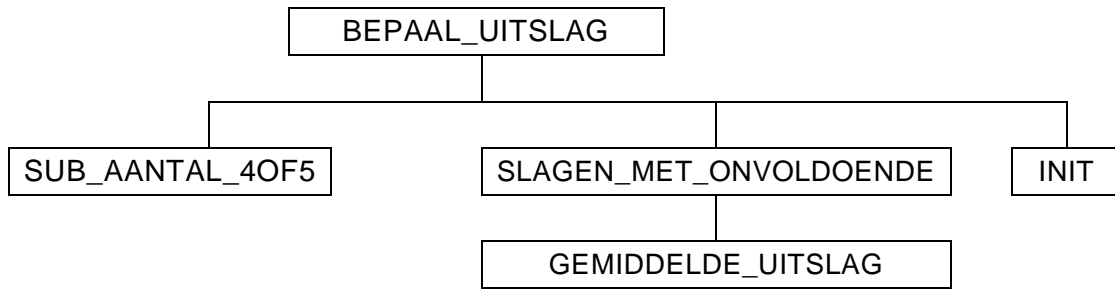 BEPAAL_UITSLAG
SUB_AANTAL_4OF5
SLAGEN_MET_ONVOLDOENDE
INIT
GEMIDDELDE_UITSLAG